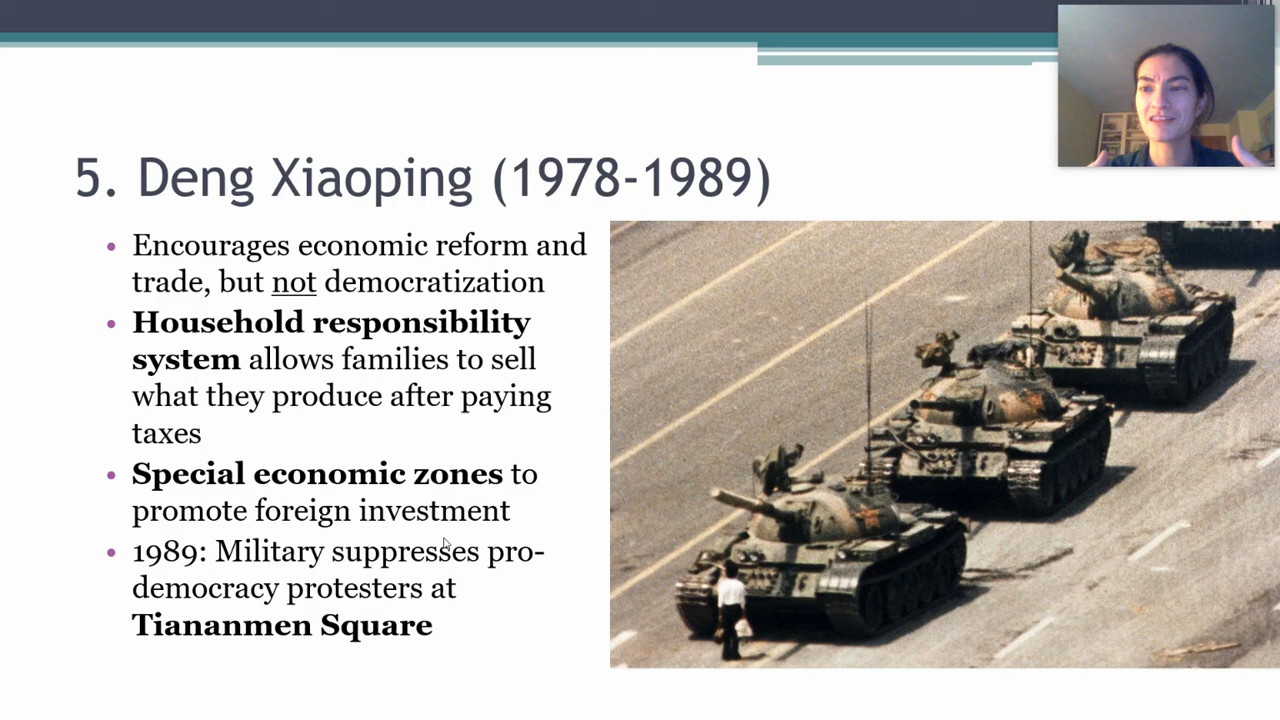 5. Deng Xiaoping (1978-1989)
• Encourages economic reform and
trade, but not democratization
• Household responsibility
system allows families to sell
what they produce after paying
taxes
• Special economic zones to
promote foreign investment
• 1989: Military suppresses pro-
democracy protesters at
Tiananmen Square